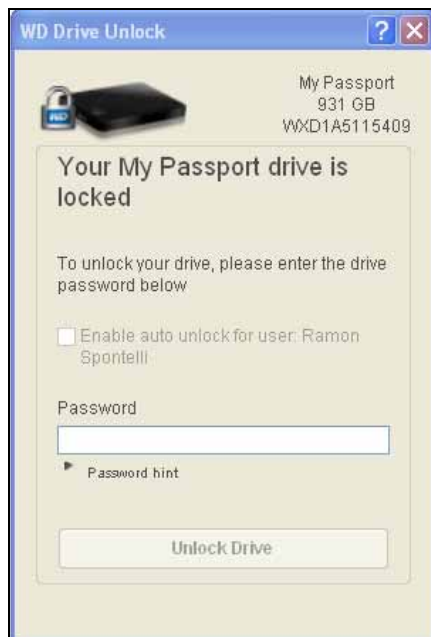 WD Drive Unlock
?
WD
My Passport
931 GB
WXD1A5115409
Your My Passport drive is
locked
To unlock your drive, please enter the drive
password below
Enable auto unlock for user: Ramon
Spontelli
Password
Password hint
Unlock Drive